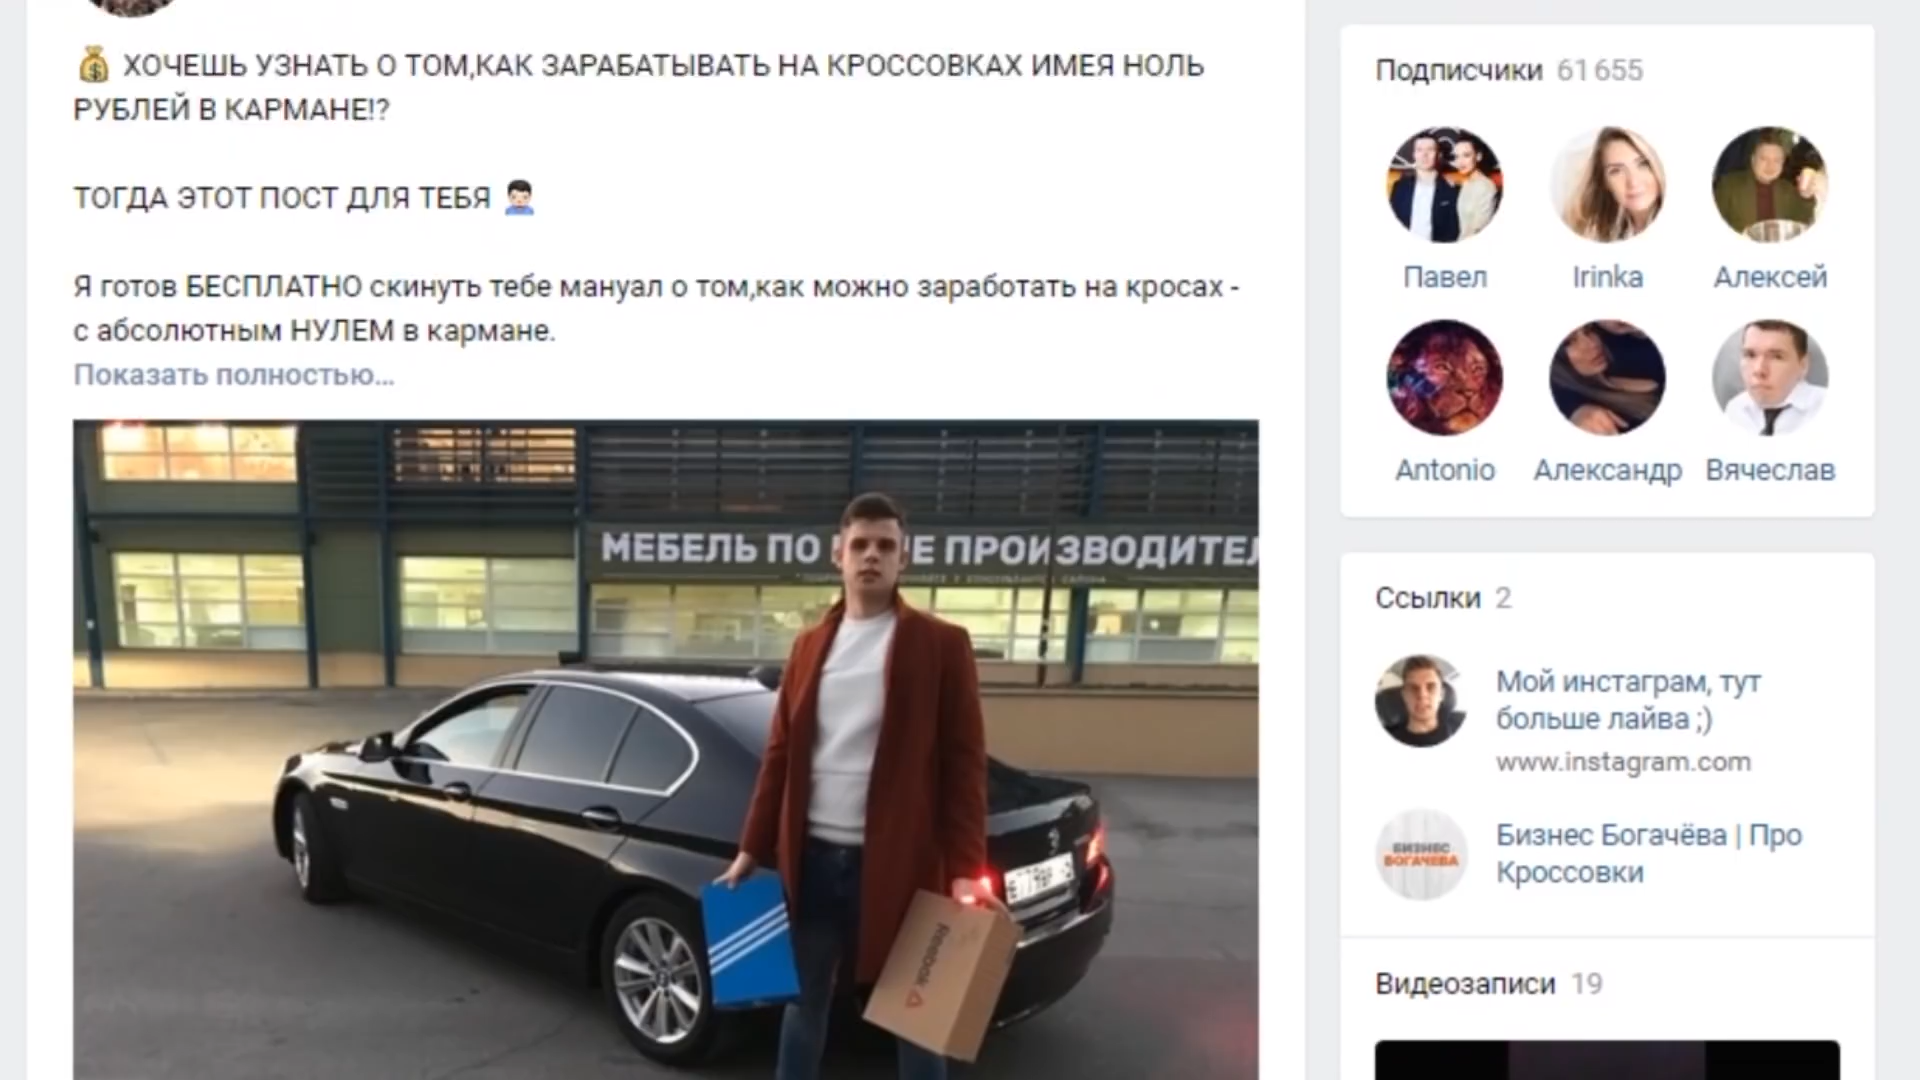 ХОЧЕШЬ УЗНАТЬ О ТОМ,КАК ЗАРАБАТЫВАТЬ НА КРОССОВКАХ ИМЕЯ НОЛЬ
РУБЛЕЙ В КАРМАНЕ!?
ТОГДА ЭТОТ ПОСТ ДЛЯ ТЕБЯ
Я готов БЕСПЛАТНО скинуть тебе мануал о том,как можно заработать на кросах -
с абсолютным НУЛЕМ в кармане.
Показать полностью...
МЕБЕЛЬ ПО ПРОИЗВОДИТЕЛ
Reebok
Подписчики 61 655
Павел Irinka Алексей
Antonio Александр Вячеслав
Ссылки 2
Мой инстаграм, тут
больше лайва ;)
www.instagram.com
БИЗНЕС
БОГАЧЕВА
Бизнес Богачёва | Про
Кроссовки
Видеозаписи 19